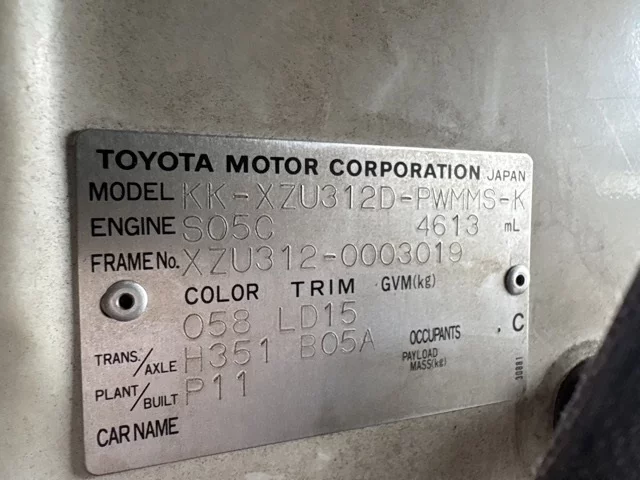 TOYOTA MOTOR CORPORATION JAPAN
MODEL KK-XZU312D-PWMMS-K
ENGINE S05C 4613 mL
FRAME No. XZU312-0003019
COLOR TRIM GVM(kg)
058 LD15
TRANS./AXLE H351 B05A OCCUPANTS . C
PAYLOAD MASS(kg)
PLANT/BUILT P11
CAR NAME
30881